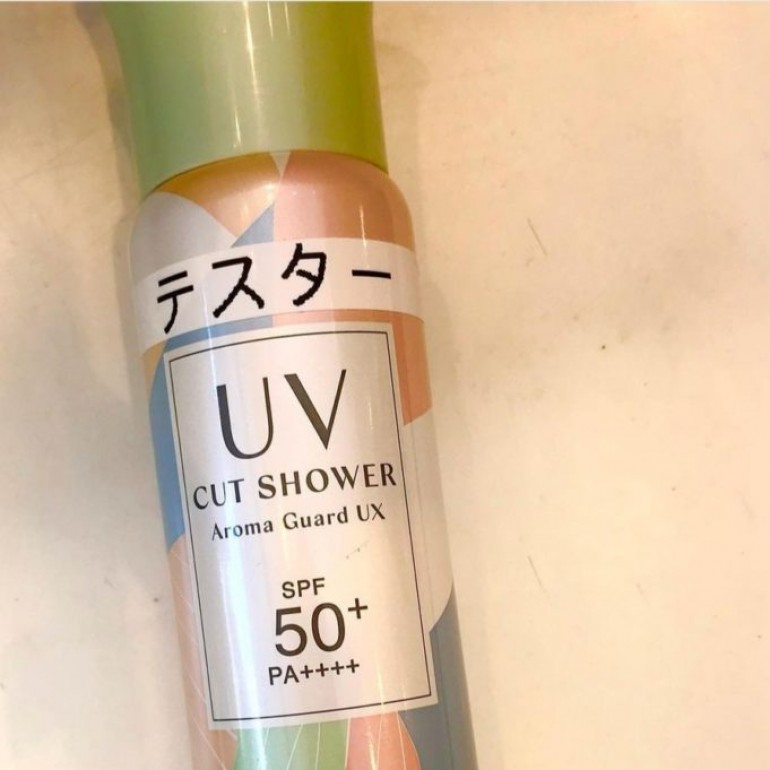 テスター
UV
CUT SHOWER
Aroma Guard UX
SPF
50+
PA++++